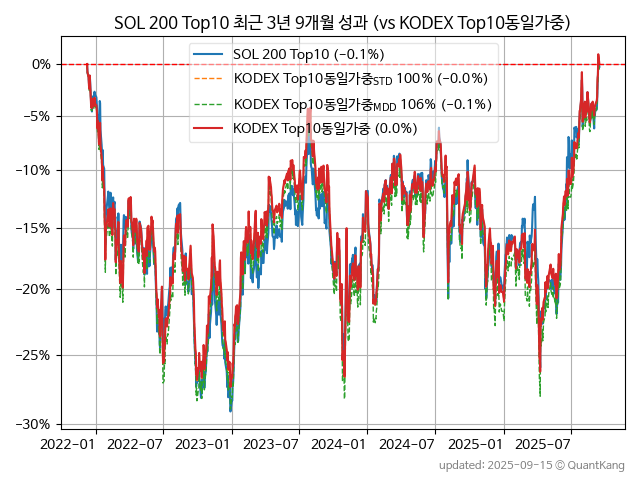 SOL 200 Top10 최근 3년 9개월 성과 (vs KODEX Top10동일가중)
SOL 200 Top10 (−0.1%)
KODEX Top10동일가중STD 100% (−0.0%)
KODEX Top10동일가중MDD 106% (−0.1%)
KODEX Top10동일가중 (0.0%)
0%
−5%
−10%
−15%
−20%
−25%
−30%
2022-01 2022-07 2023-01 2023-07 2024-01 2024-07 2025-01 2025-07
updated: 2025-09-15 ⓒ QuantKang